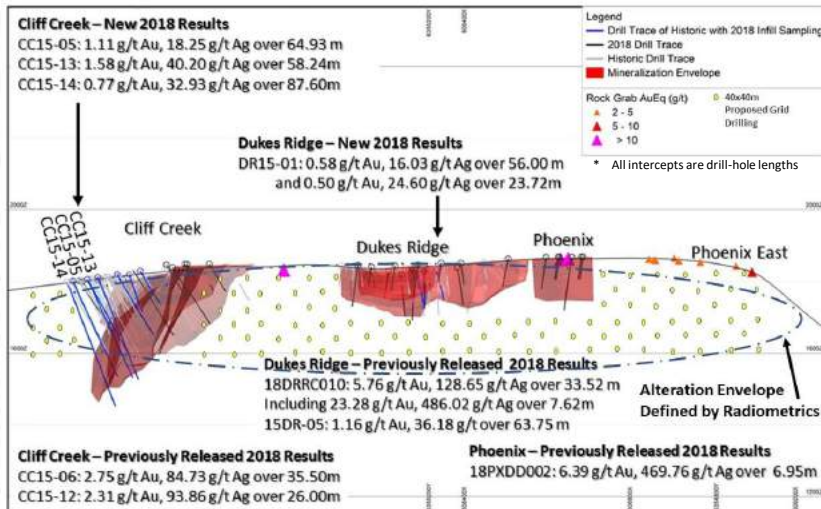 Cliff Creek – New 2018 Results
CC15-05: 1.11 g/t Au, 18.25 g/t Ag over 64.93 m
CC15-13: 1.58 g/t Au, 40.20 g/t Ag over 58.24 m
CC15-14: 0.77 g/t Au, 32.93 g/t Ag over 87.60 m
Legend
Drill Trace of Historic with 2018 Infill Sampling
2018 Drill Trace
Historic Drill Trace
Mineralization Envelope
Rock Grab AuEq (g/t)
2 - 5
5 - 10
> 10
40x40m
Proposed Grid
Drilling
* All intercepts are drill-hole lengths
Dukes Ridge – New 2018 Results
DR15-01: 0.58 g/t Au, 16.03 g/t Ag over 56.00 m
and 0.50 g/t Au, 24.60 g/t Ag over 23.72m
2000Z
2000Z
CC15-13
CC15-05
CC15-14
Cliff Creek
Dukes Ridge
Phoenix
Phoenix East
1600Z
1600Z
Dukes Ridge – Previously Released 2018 Results
18DRRC010: 5.76 g/t Au, 128.65 g/t Ag over 33.52 m
Including 23.28 g/t Au, 486.02 g/t Ag over 7.62m
15DR-05: 1.16 g/t Au, 36.18 g/t Ag over 63.75 m
Alteration Envelope
Defined by Radiometrics
Cliff Creek – Previously Released 2018 Results
CC15-06: 2.75 g/t Au, 84.73 g/t Ag over 35.50m
CC15-12: 2.31 g/t Au, 93.86 g/t Ag over 26.00m
Phoenix – Previously Released 2018 Results
18PXDD002: 6.39 g/t Au, 469.76 g/t Ag over 6.95m